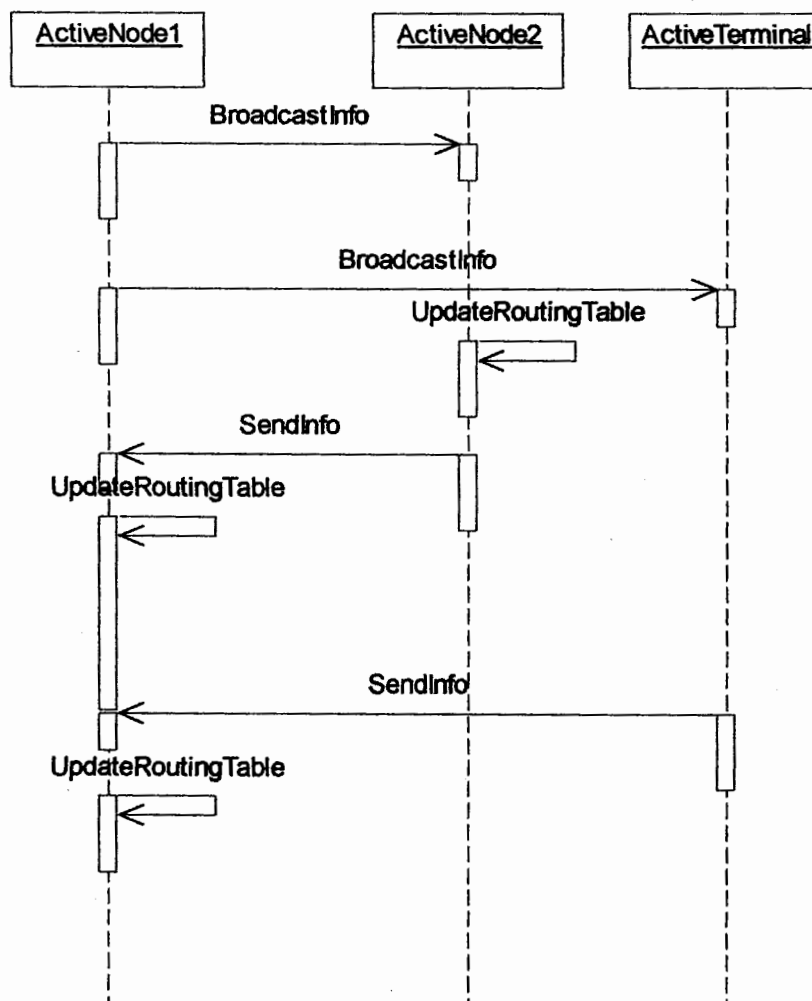 ActiveNode1
ActiveNode2
ActiveTerminal
BroadcastInfo
BroadcastInfo
UpdateRoutingTable
SendInfo
UpdateRoutingTable
SendInfo
UpdateRoutingTable